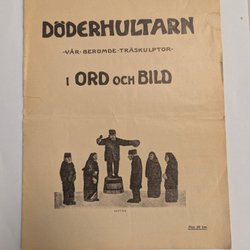 DÖDERHULTARN
-VÅR·BERÖMDE·TRÄSKULPTÖR-
I ORD OCH BILD